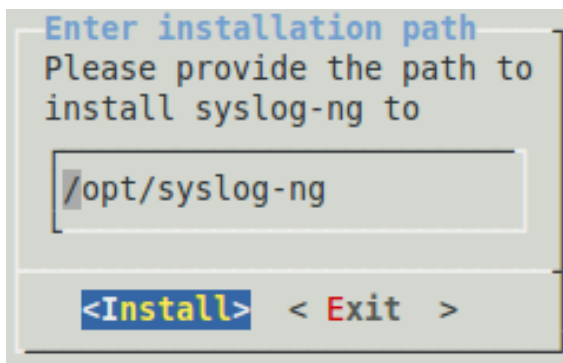 Enter installation path
Please provide the path to
install syslog-ng to
/opt/syslog-ng
<Install> < Exit >